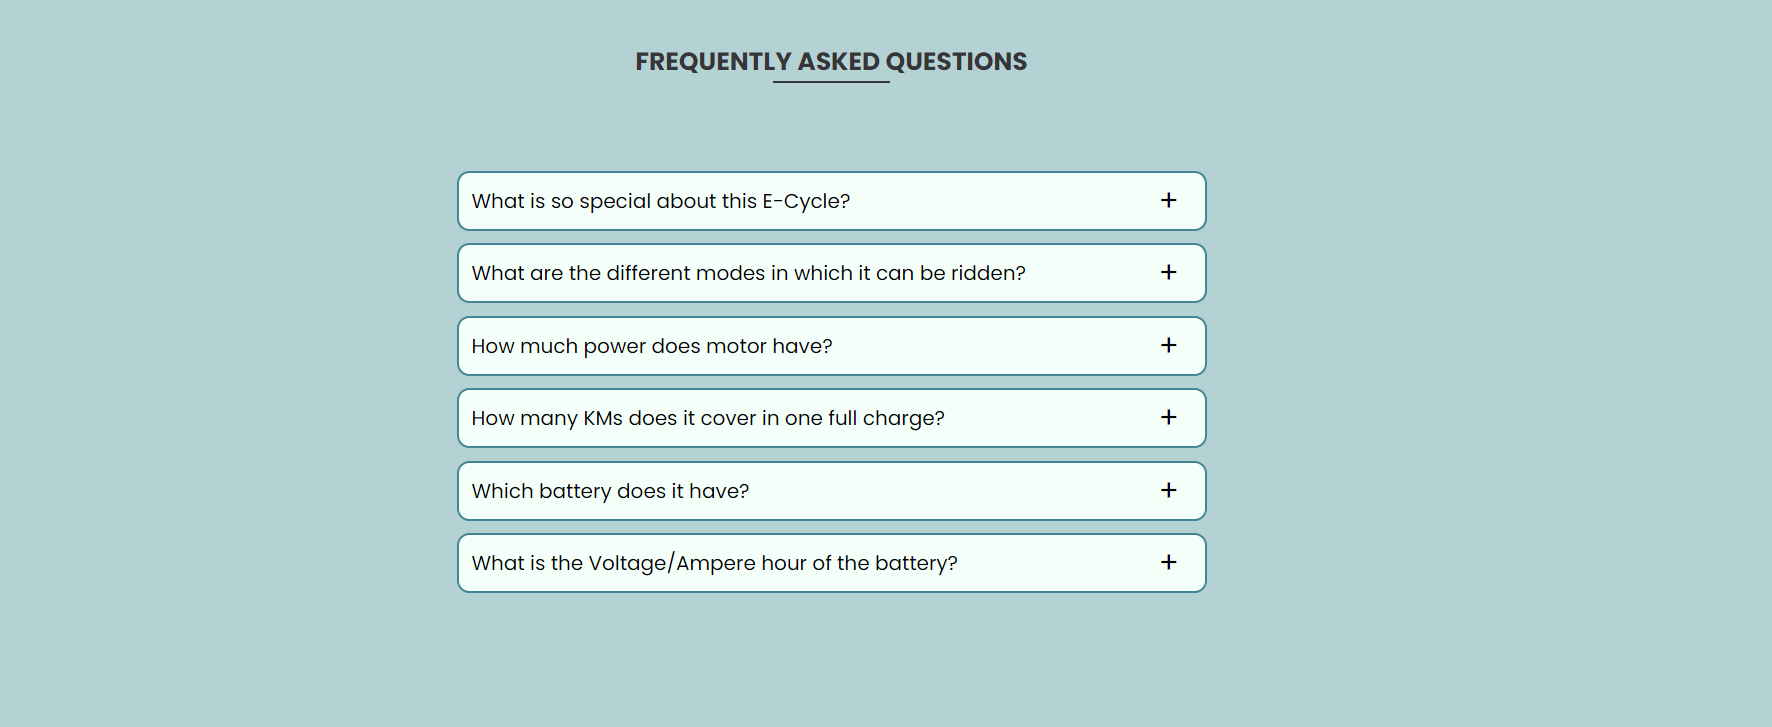 FREQUENTLY ASKED QUESTIONS
What is so special about this E-Cycle? +
What are the different modes in which it can be ridden? +
How much power does motor have? +
How many KMs does it cover in one full charge? +
Which battery does it have? +
What is the Voltage/Ampere hour of the battery? +